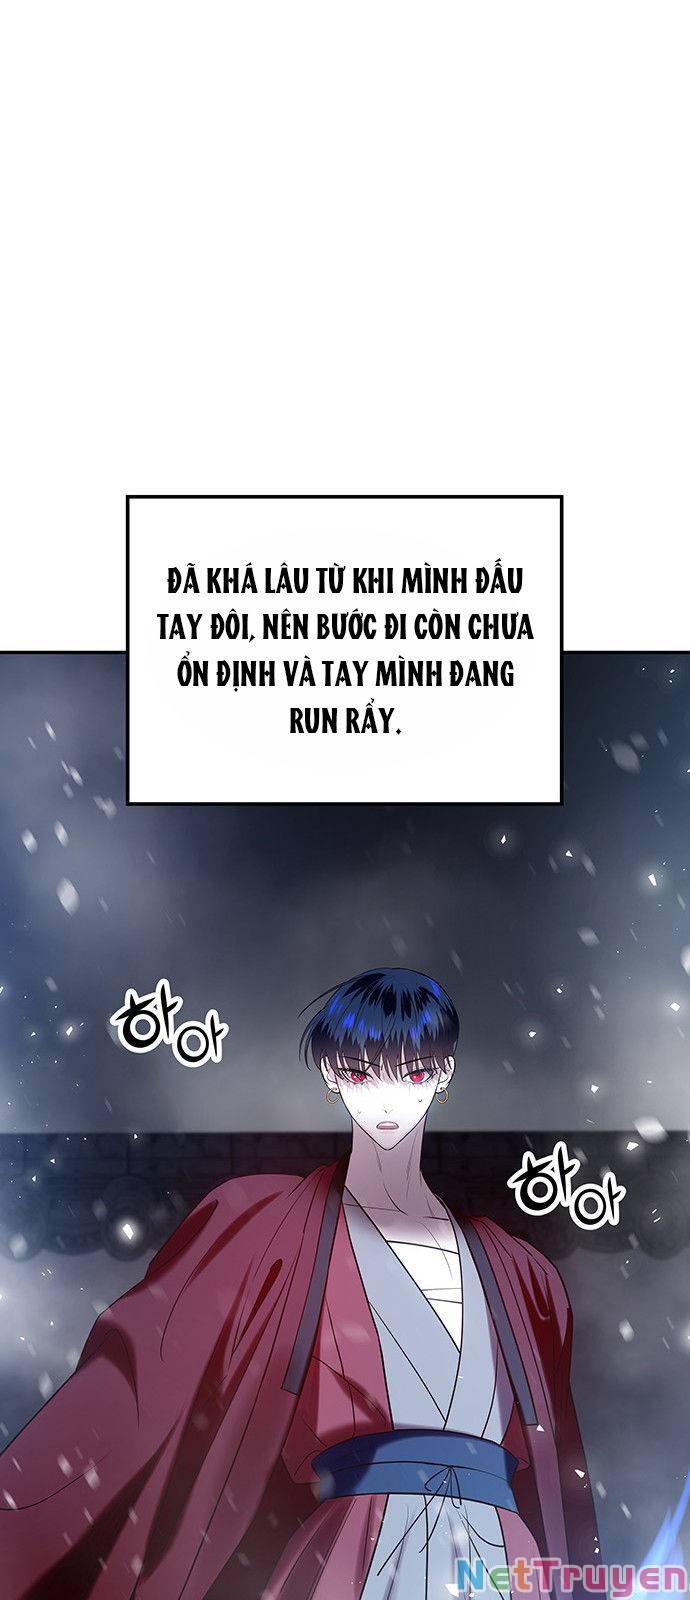 ĐÃ KHÁ LÂU TỪ KHI MÌNH ĐẤU
TAY ĐÔI, NÊN BƯỚC ĐI CÒN CHƯA
ỔN ĐỊNH VÀ TAY MÌNH ĐANG
RUN RẨY.
하아
하아
NetTruyen